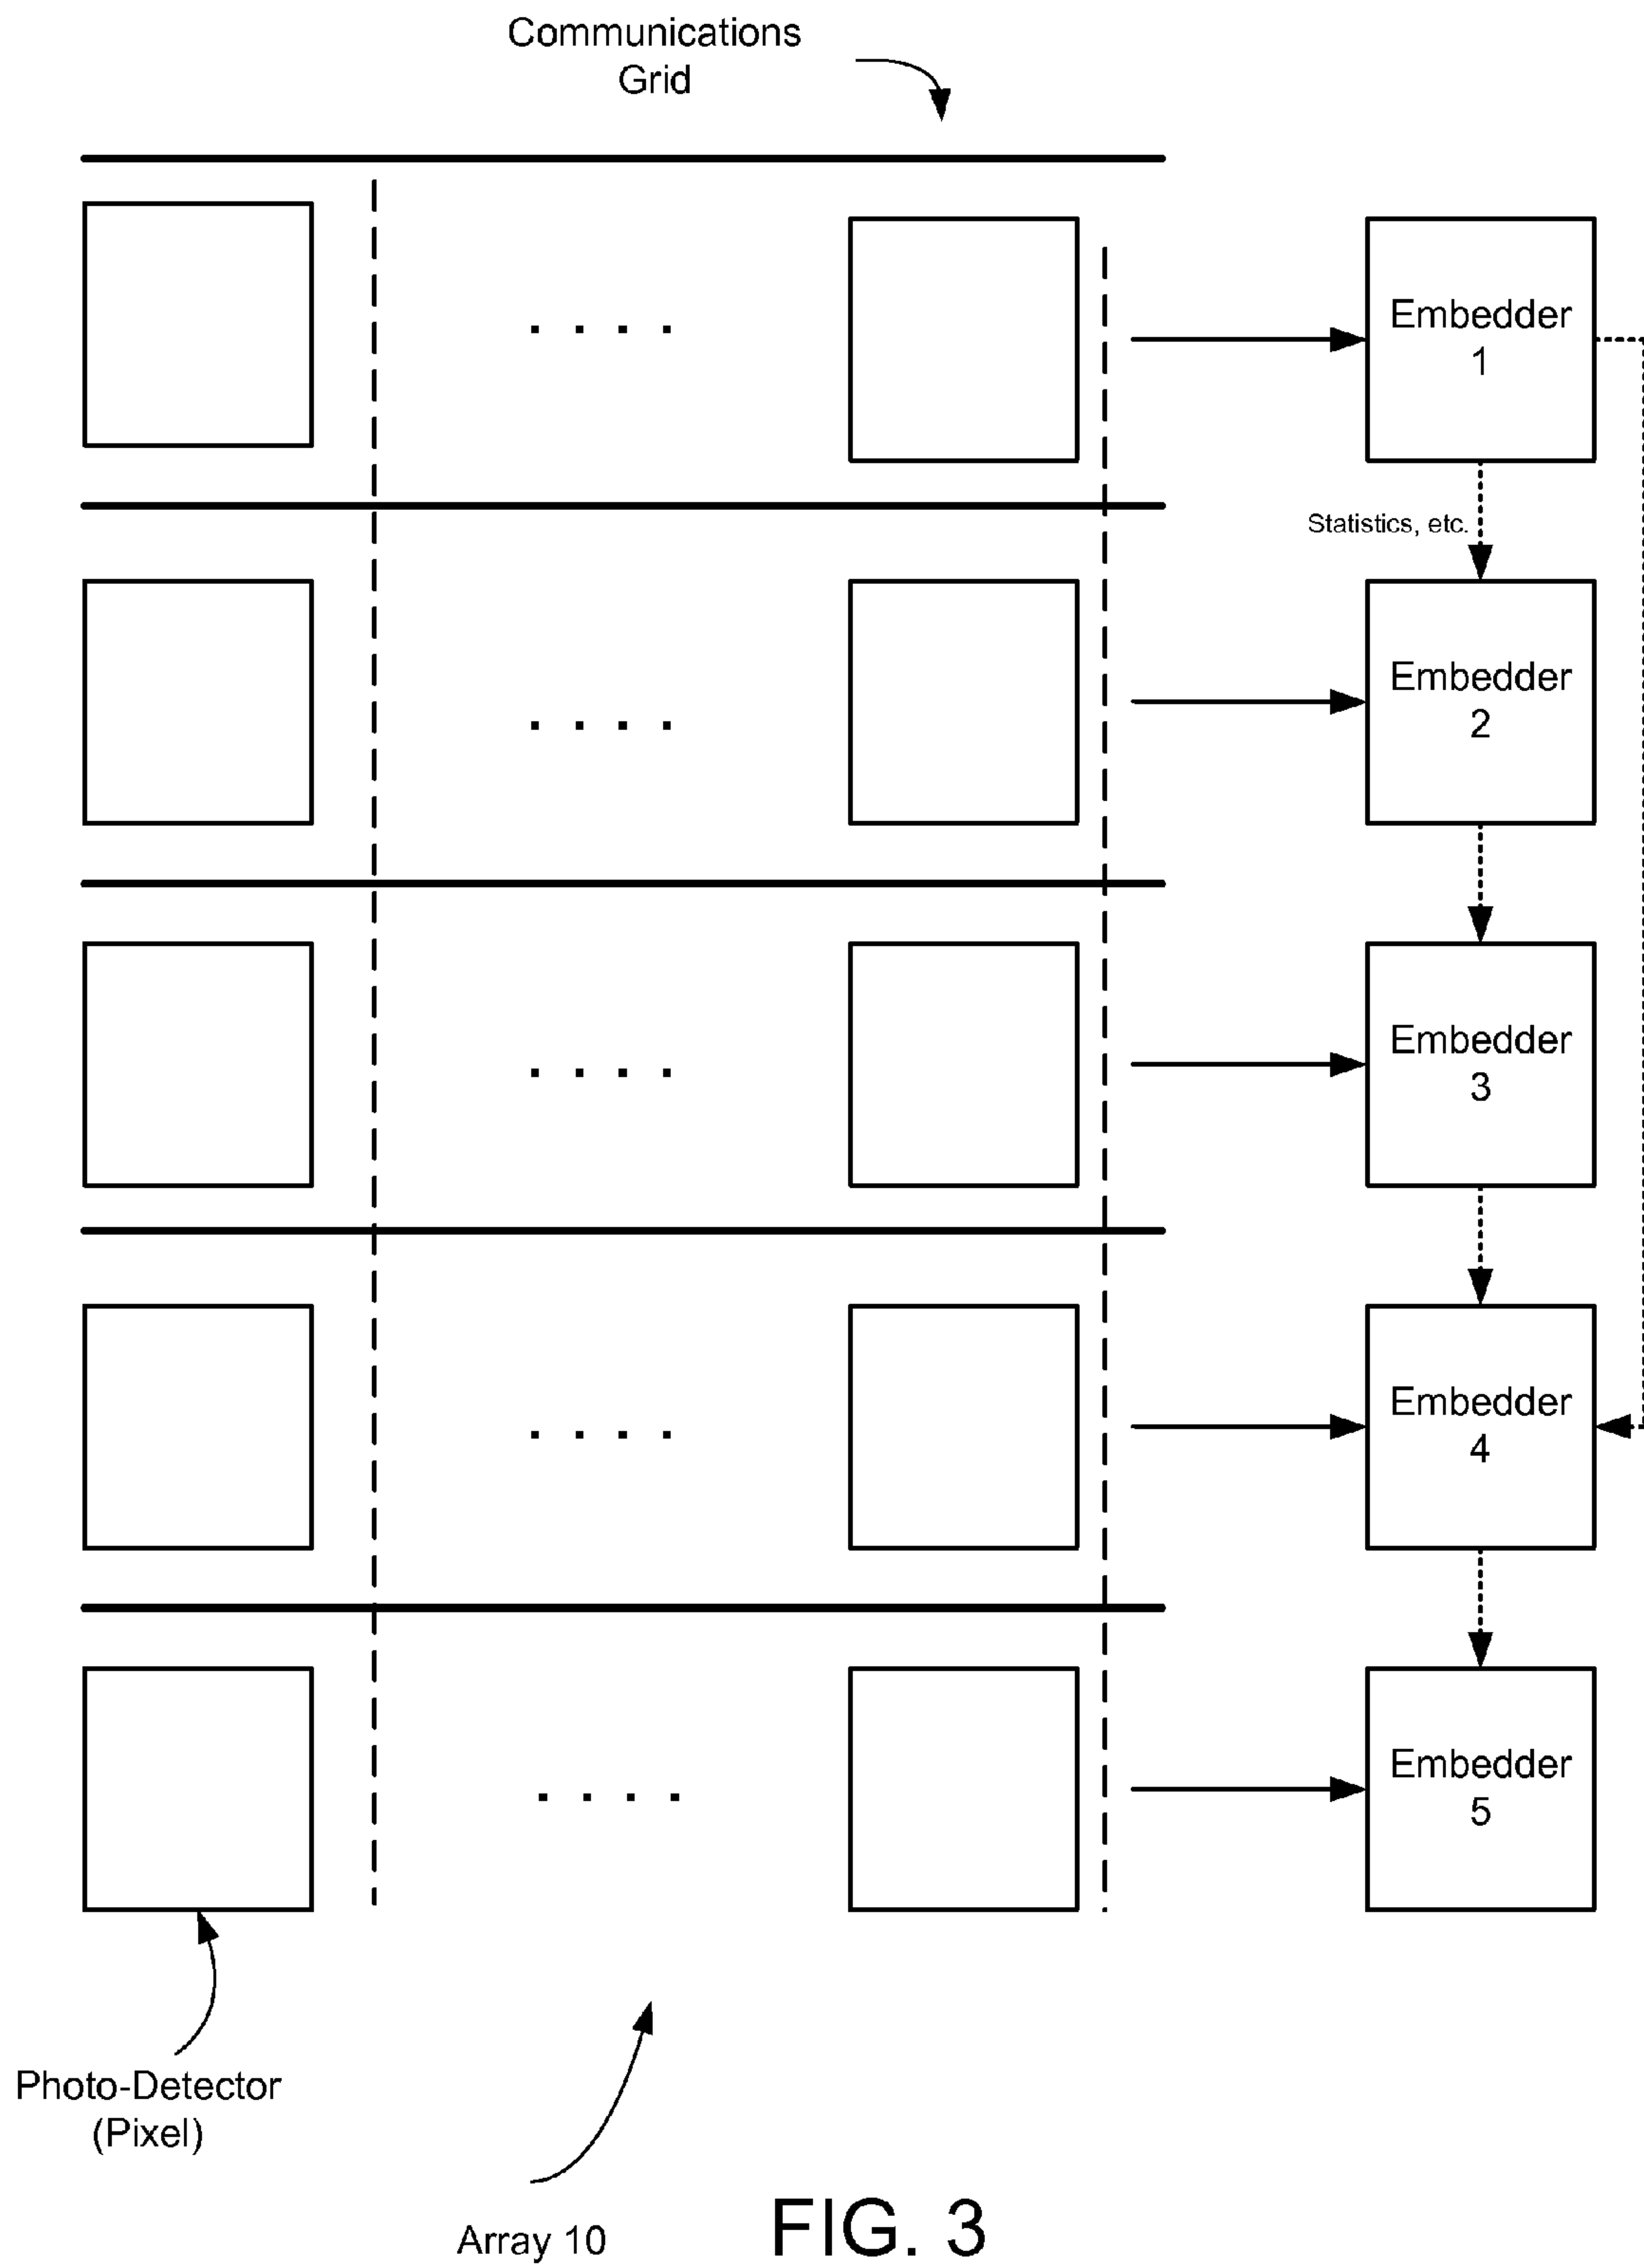 Communications
Grid
Embedder
1
Statistics, etc.
Embedder
2
Embedder
3
Embedder
4
Embedder
5
Photo-Detector
(Pixel)
Array 10
FIG. 3